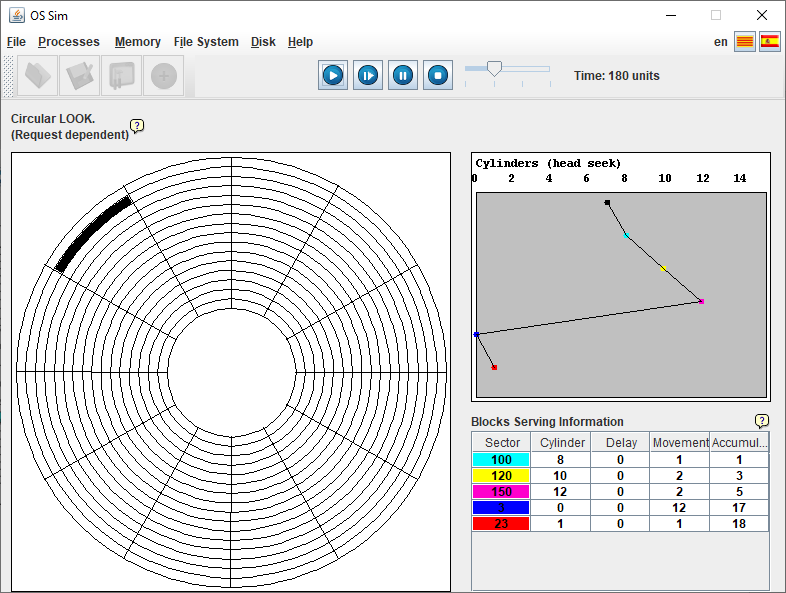 OS Sim
File Processes Memory File System Disk Help en
Time: 180 units
Circular LOOK.
(Request dependent) ?
Cylinders (head seek)
0 2 4 6 8 10 12 14
Blocks Serving Information ?
Sector Cylinder Delay Movement Accumul...
100 8 0 1 1
120 10 0 2 3
150 12 0 2 5
3 0 0 12 17
23 1 0 1 18